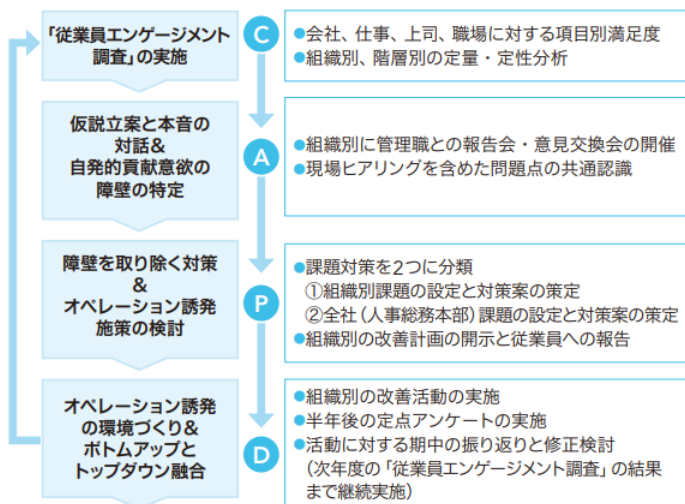 「従業員エンゲージメント
調査」の実施
C
●会社、仕事、上司、職場に対する項目別満足度
●組織別、階層別の定量・定性分析
仮説立案と本音の
対話&
自発的貢献意欲の
障壁の特定
A
●組織別に管理職との報告会・意見交換会の開催
●現場ヒアリングを含めた問題点の共通認識
障壁を取り除く対策
&
オペレーション誘発
施策の検討
P
●課題対策を2つに分類
①組織別課題の設定と対策案の策定
②全社(人事総務本部)課題の設定と対策案の策定
●組織別の改善計画の開示と従業員への報告
オペレーション誘発
の環境づくり&
ボトムアップと
トップダウン融合
D
●組織別の改善活動の実施
●半年後の定点アンケートの実施
●活動に対する期中の振り返りと修正検討
(次年度の「従業員エンゲージメント調査」の結果
まで継続実施)